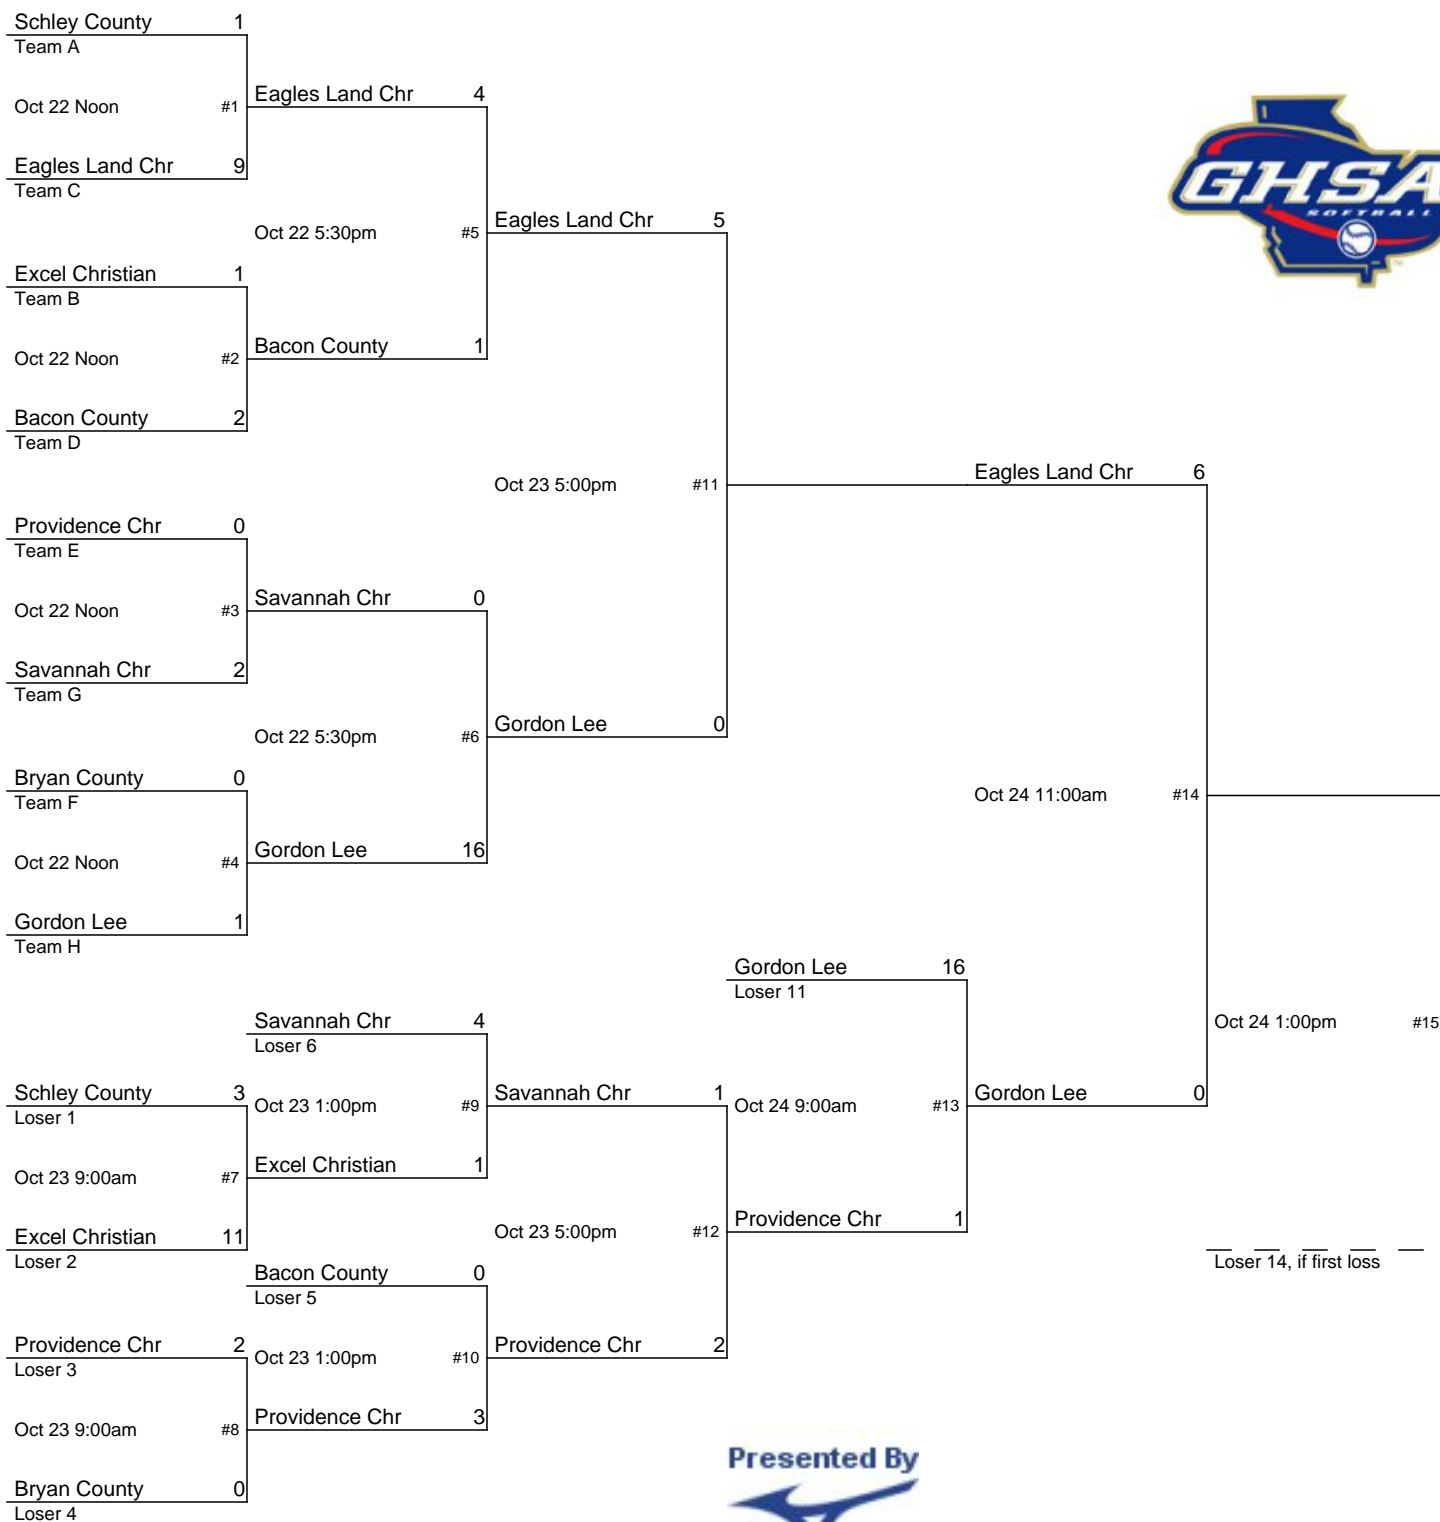 Schley County 1
Team A
Oct 22 Noon #1
Eagles Land Chr 4
Eagles Land Chr 9
Team C
Oct 22 5:30pm #5
Eagles Land Chr 5
Excel Christian 1
Team B
Oct 22 Noon #2
Bacon County 1
Bacon County 2
Team D
Oct 23 5:00pm #11
Eagles Land Chr 6
Providence Chr 0
Team E
Oct 22 Noon #3
Savannah Chr 0
Savannah Chr 2
Team G
Oct 22 5:30pm #6
Gordon Lee 0
Bryan County 0
Team F
Oct 22 Noon #4
Gordon Lee 16
Gordon Lee 1
Team H
Oct 24 11:00am #14
GHSA
SOFTBALL
TM
Gordon Lee 16
Loser 11
Savannah Chr 4
Loser 6
Oct 24 1:00pm #15
Schley County 3
Loser 1
Oct 23 1:00pm #9
Savannah Chr 1
Oct 24 9:00am #13
Gordon Lee 0
Oct 23 9:00am #7
Excel Christian 1
Excel Christian 11
Loser 2
Oct 23 5:00pm #12
Providence Chr 1
Loser 14, if first loss
Bacon County 0
Loser 5
Providence Chr 2
Loser 3
Oct 23 1:00pm #10
Providence Chr 2
Oct 23 9:00am #8
Providence Chr 3
Bryan County 0
Loser 4
Presented By